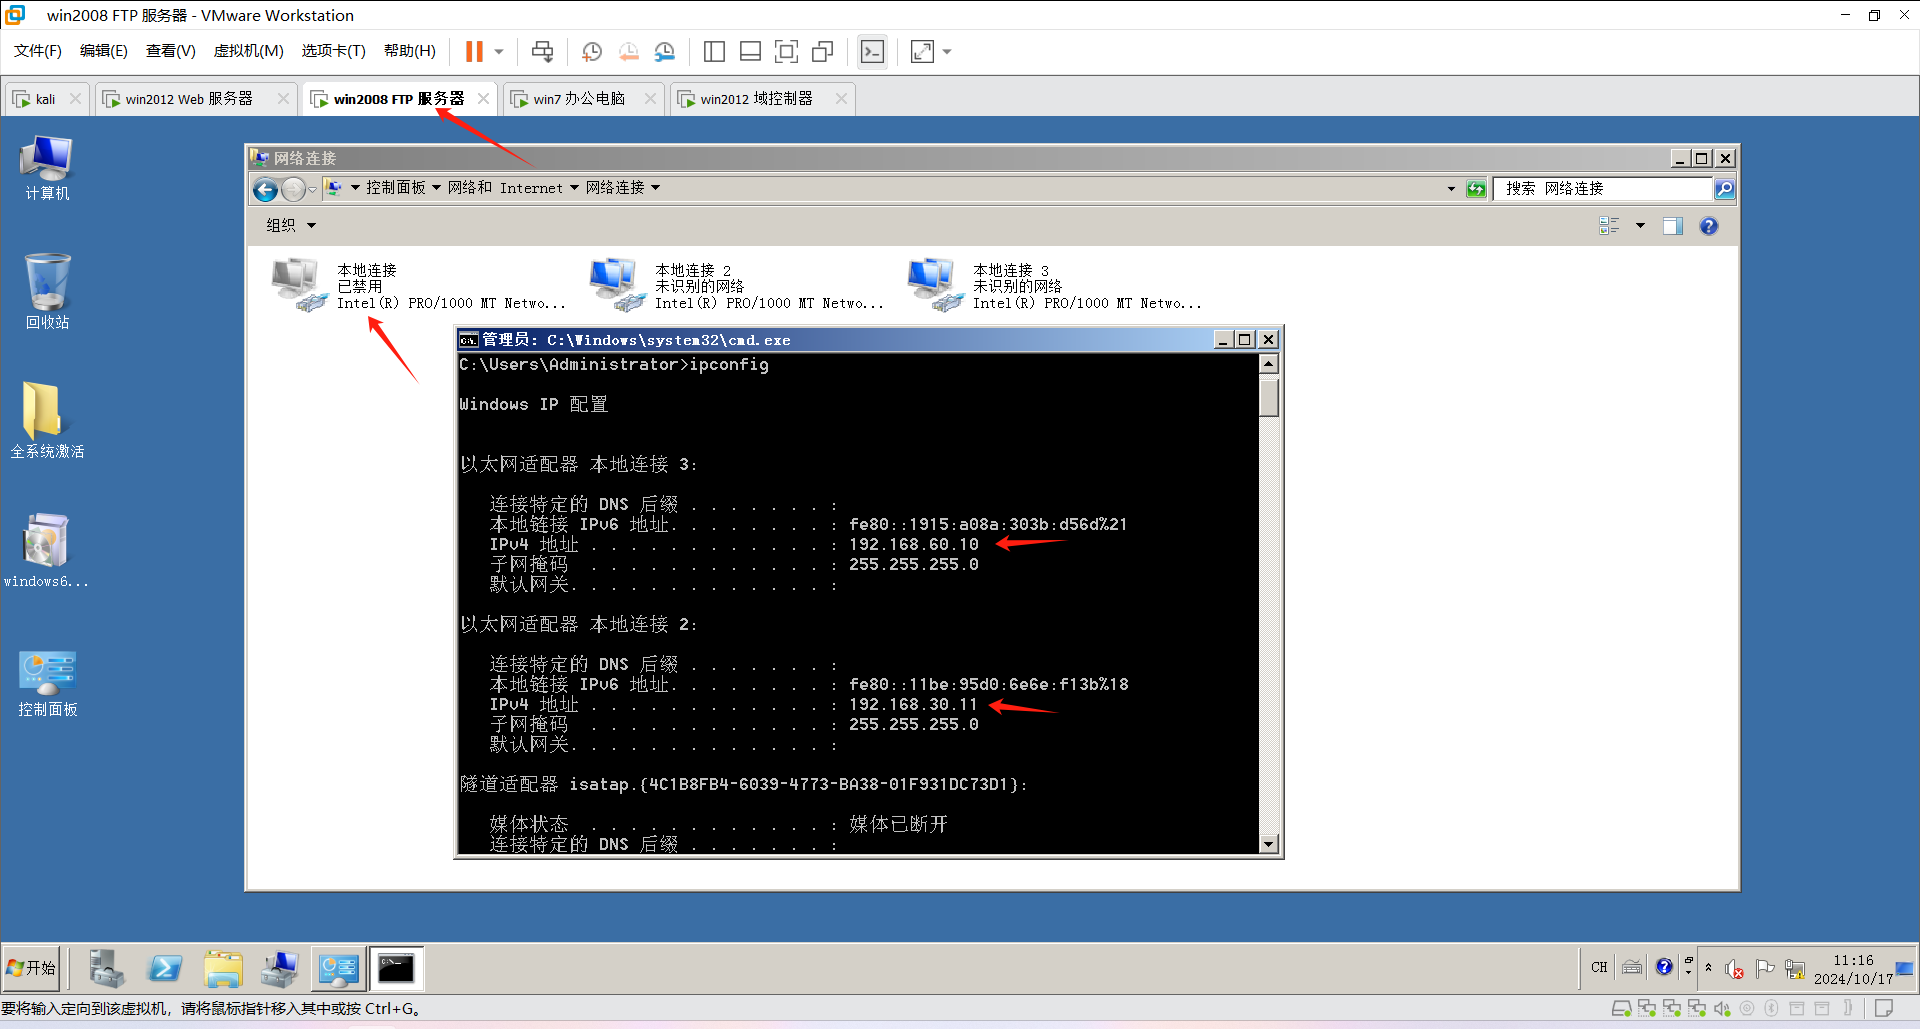 win2008 FTP 服务器 - VMware Workstation
文件(F) 编辑(E) 查看(V) 虚拟机(M) 选项卡(T) 帮助(H)
kali win2012 Web 服务器 win2008 FTP 服务器 win7 办公电脑 win2012 域控制器
计算机
回收站
全系统激活
windows6...
控制面板
网络连接
控制面板 网络和 Internet 网络连接
搜索 网络连接
组织
本地连接
已禁用
Intel(R) PRO/1000 MT Netwo...
本地连接 2
未识别的网络
Intel(R) PRO/1000 MT Netwo...
本地连接 3
未识别的网络
Intel(R) PRO/1000 MT Netwo...
管理员: C:\Windows\system32\cmd.exe
C:\Users\Administrator>ipconfig
Windows IP 配置
以太网适配器 本地连接 3:
连接特定的 DNS 后缀 . . . . . . . :
本地链接 IPv6 地址. . . . . . . . : fe80::1915:a08a:303b:d56d%21
IPv4 地址 . . . . . . . . . . . . : 192.168.60.10
子网掩码  . . . . . . . . . . . . : 255.255.255.0
默认网关. . . . . . . . . . . . . :
以太网适配器 本地连接 2:
连接特定的 DNS 后缀 . . . . . . . :
本地链接 IPv6 地址. . . . . . . . : fe80::11be:95d0:6e6e:f13b%18
IPv4 地址 . . . . . . . . . . . . : 192.168.30.11
子网掩码  . . . . . . . . . . . . : 255.255.255.0
默认网关. . . . . . . . . . . . . :
隧道适配器 isatap.{4C1B8FB4-6039-4773-BA38-01F931DC73D1}:
媒体状态  . . . . . . . . . . . . : 媒体已断开
连接特定的 DNS 后缀 . . . . . . . :
开始
CH
11:16
2024/10/17
要将输入定向到该虚拟机，请将鼠标指针移入其中或按 Ctrl+G。